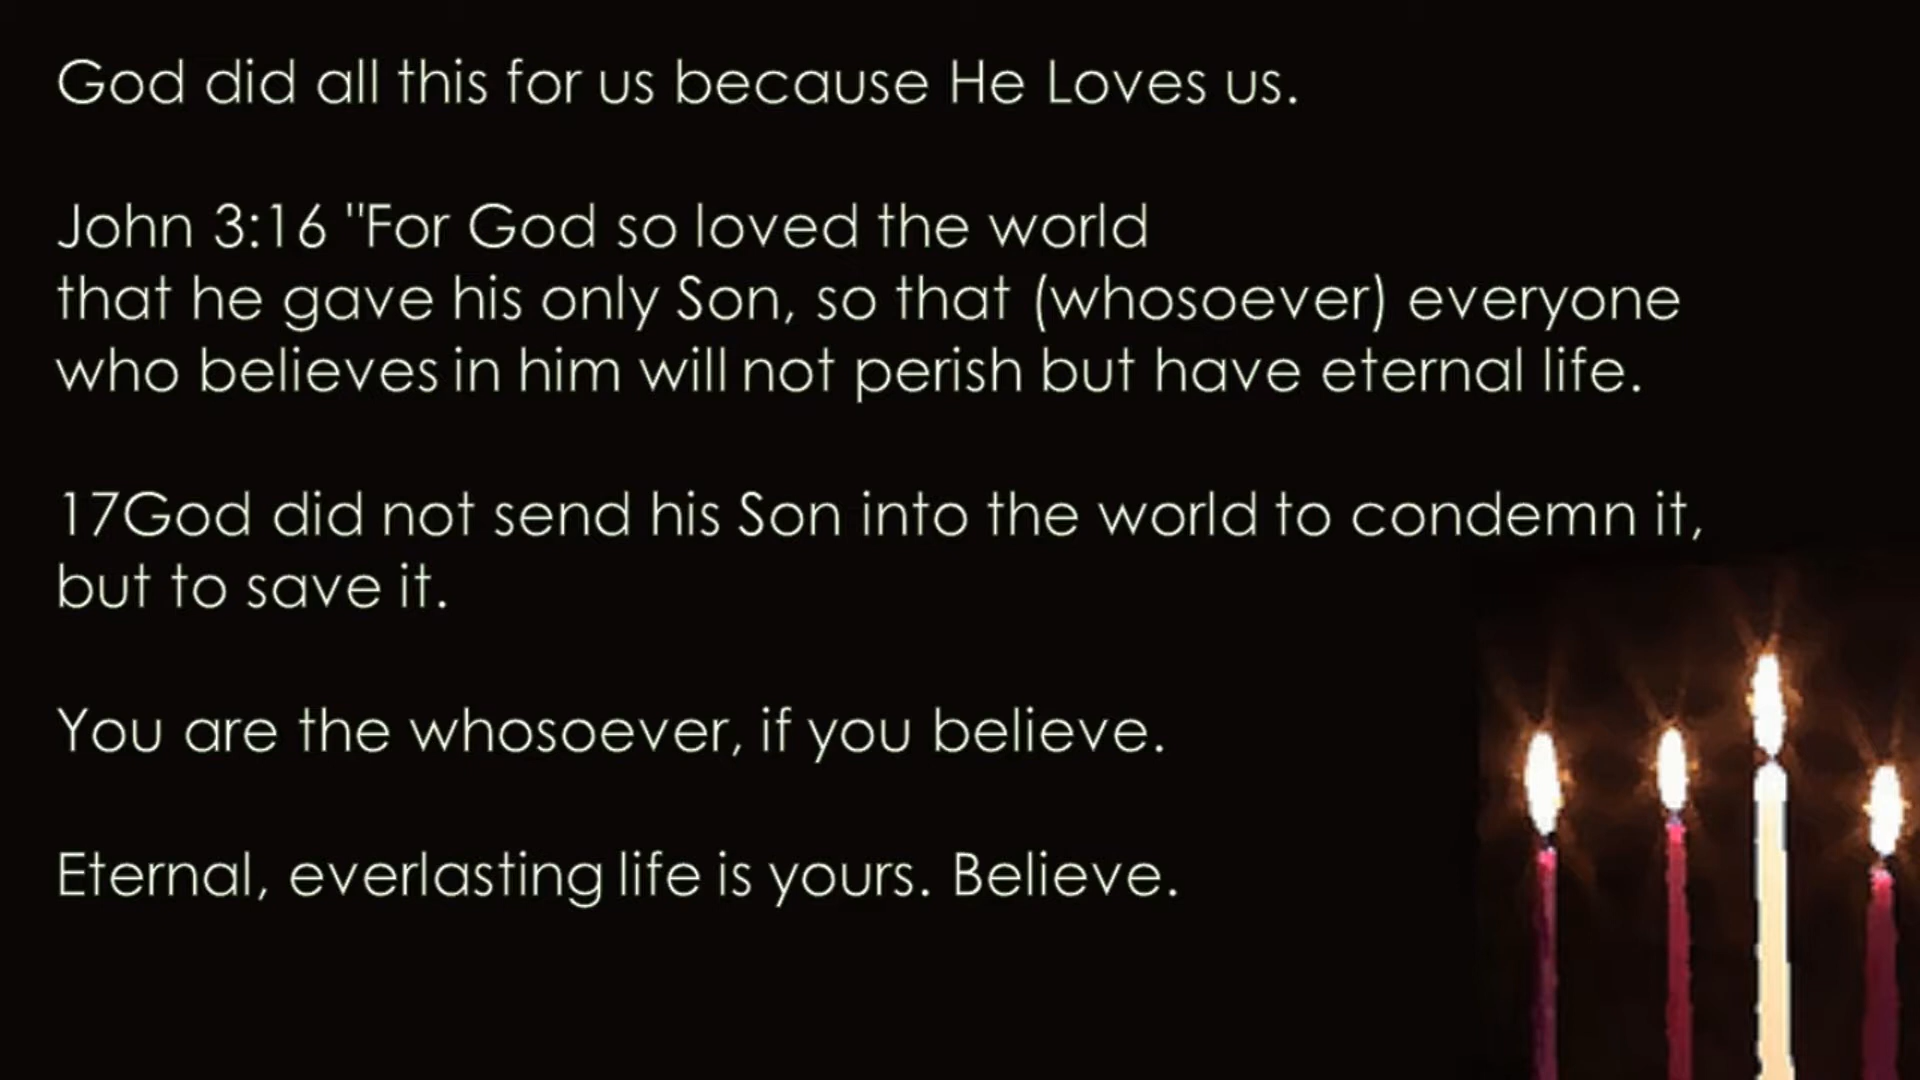 God did all this for us because He Loves us.
John 3:16 "For God so loved the world
that he gave his only Son, so that (whosoever) everyone
who believes in him will not perish but have eternal life.
17God did not send his Son into the world to condemn it,
but to save it.
You are the whosoever, if you believe.
Eternal, everlasting life is yours. Believe.